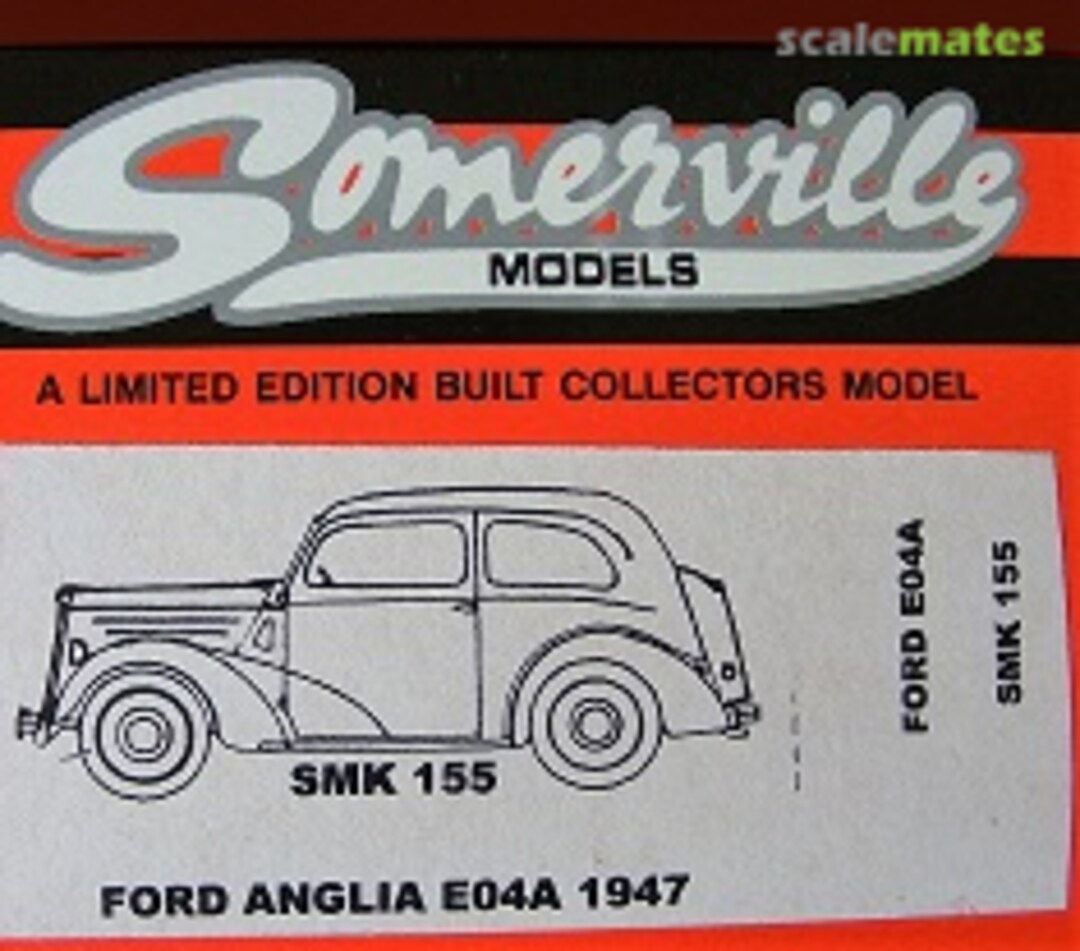 scalemates
Somerville
MODELS
A LIMITED EDITION BUILT COLLECTORS MODEL
FORD E04A
SMK 155
SMK 155
FORD ANGLIA E04A 1947